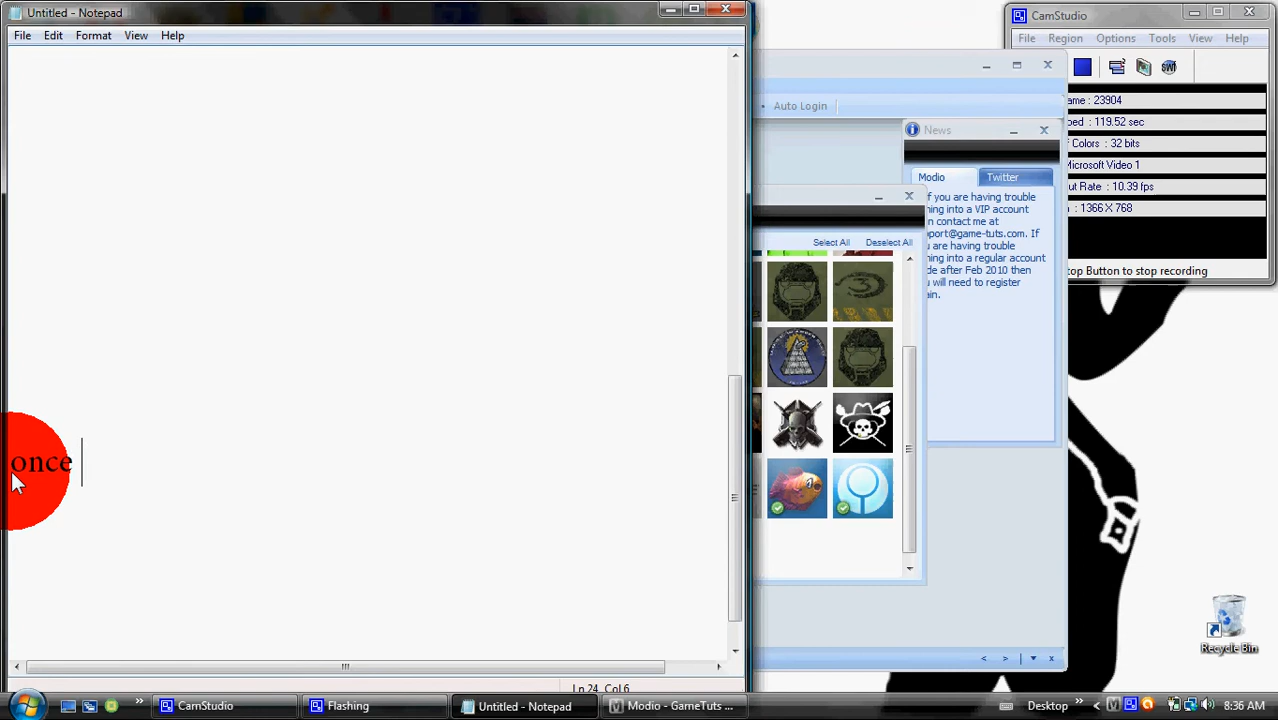 Untitled - Notepad
File Edit Format View Help
once
Ln 24, Col 6
CamStudio
File Region Options Tools View Help
ame : 23904
ped : 119.52 sec
f Colors : 32 bits
Microsoft Video 1
ut Rate : 10.39 fps
: 1366 X 768
top Button to stop recording
Auto Login
News
Modio Twitter
f you are having trouble
ning into a VIP account
n contact me at
pport@game-tuts.com. If
ou are having trouble
ning into a regular account
de after Feb 2010 then
u will need to register
ain.
Select All Deselect All
3
Recycle Bin
CamStudio Flashing Untitled - Notepad Modio - GameTuts ... Desktop 8:36 AM